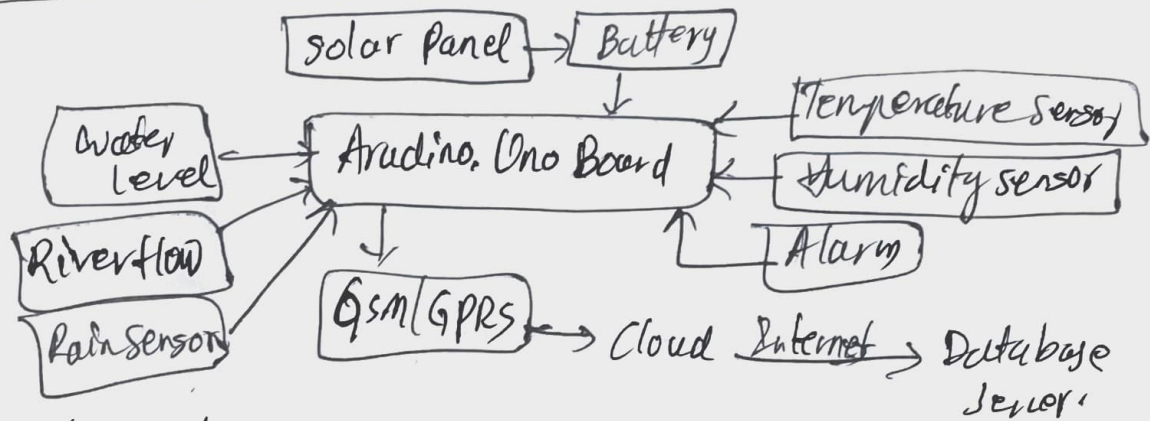 Solar Panel
Battery
Water
Level
Aradino. Uno Board
Temperature Sensor
Humidity sensor
Riverflow
Alarm
Rain Sensor
GSM/GPRS
Cloud
Internet
Database
Server.